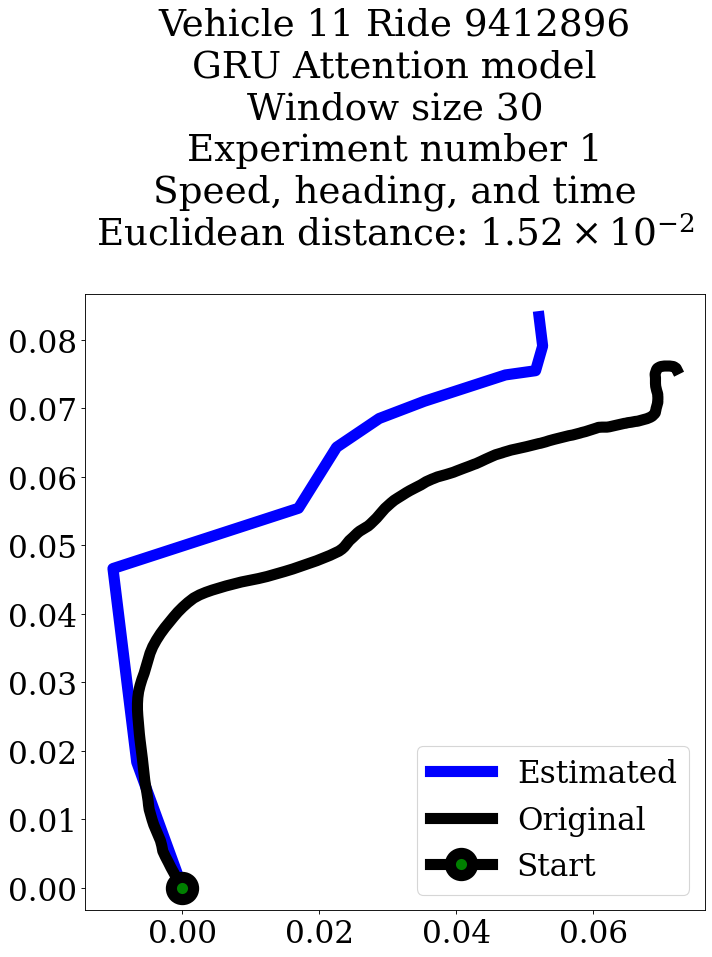 Vehicle 11 Ride 9412896
GRU Attention model
Window size 30
Experiment number 1
Speed, heading, and time
Euclidean distance: 1.52 × 10⁻²
0.08
0.07
0.06
0.05
0.04
0.03
0.02
0.01
0.00
Estimated
Original
Start
0.00 0.02 0.04 0.06